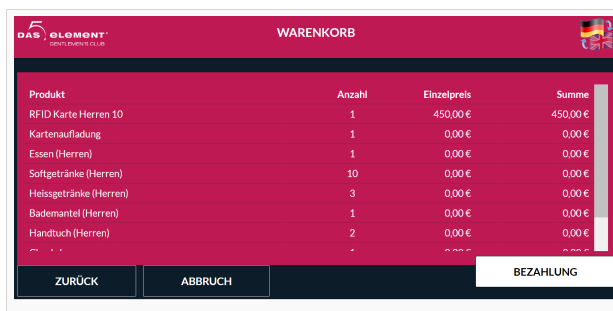 DAS 5 ELEMENT
GENTLEMEN'S CLUB
WARENKORB
Produkt Anzahl Einzelpreis Summe
RFID Karte Herren 10 1 450,00 € 450,00 €
Kartenaufladung 1 0,00 € 0,00 €
Essen (Herren) 1 0,00 € 0,00 €
Softgetränke (Herren) 10 0,00 € 0,00 €
Heissgetränke (Herren) 3 0,00 € 0,00 €
Bademantel (Herren) 1 0,00 € 0,00 €
Handtuch (Herren) 2 0,00 € 0,00 €
ZURÜCK ABBRUCH BEZAHLUNG